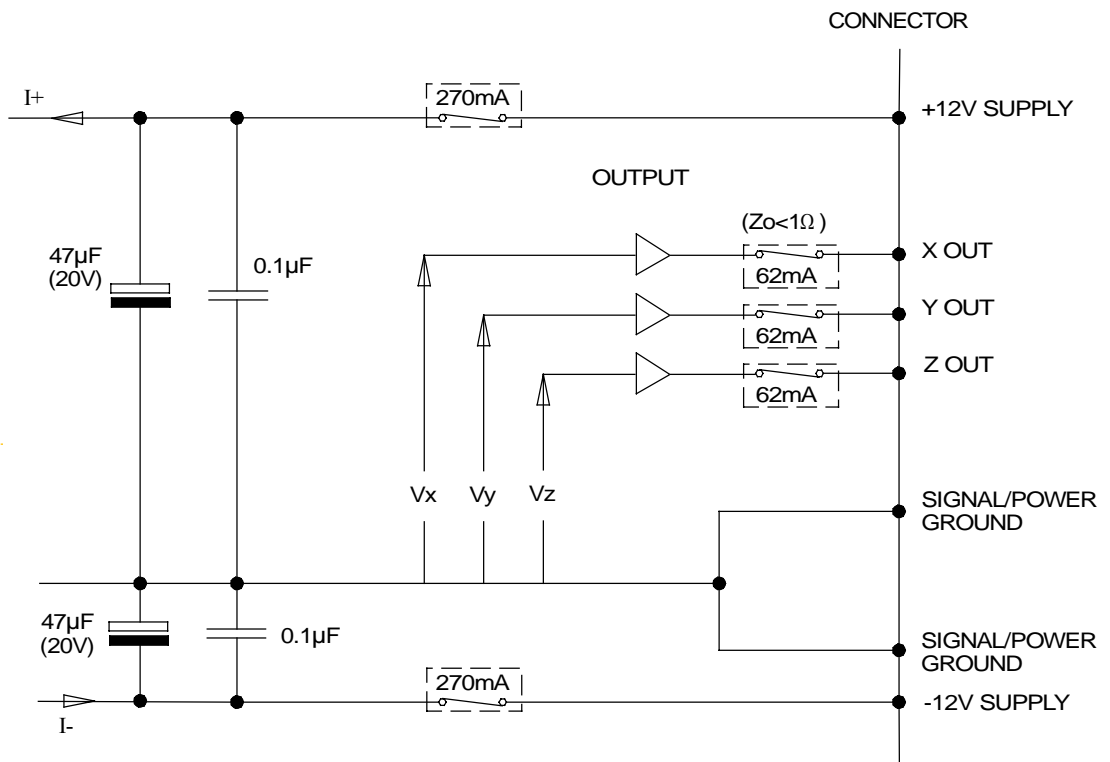 CONNECTOR
I+
270mA
+12V SUPPLY
OUTPUT
(Zo<1Ω )
X OUT
47µF
(20V)
0.1µF
62mA
Y OUT
62mA
Z OUT
62mA
Vx
Vy
Vz
SIGNAL/POWER
GROUND
47µF
(20V)
0.1µF
SIGNAL/POWER
GROUND
270mA
-12V SUPPLY
I-